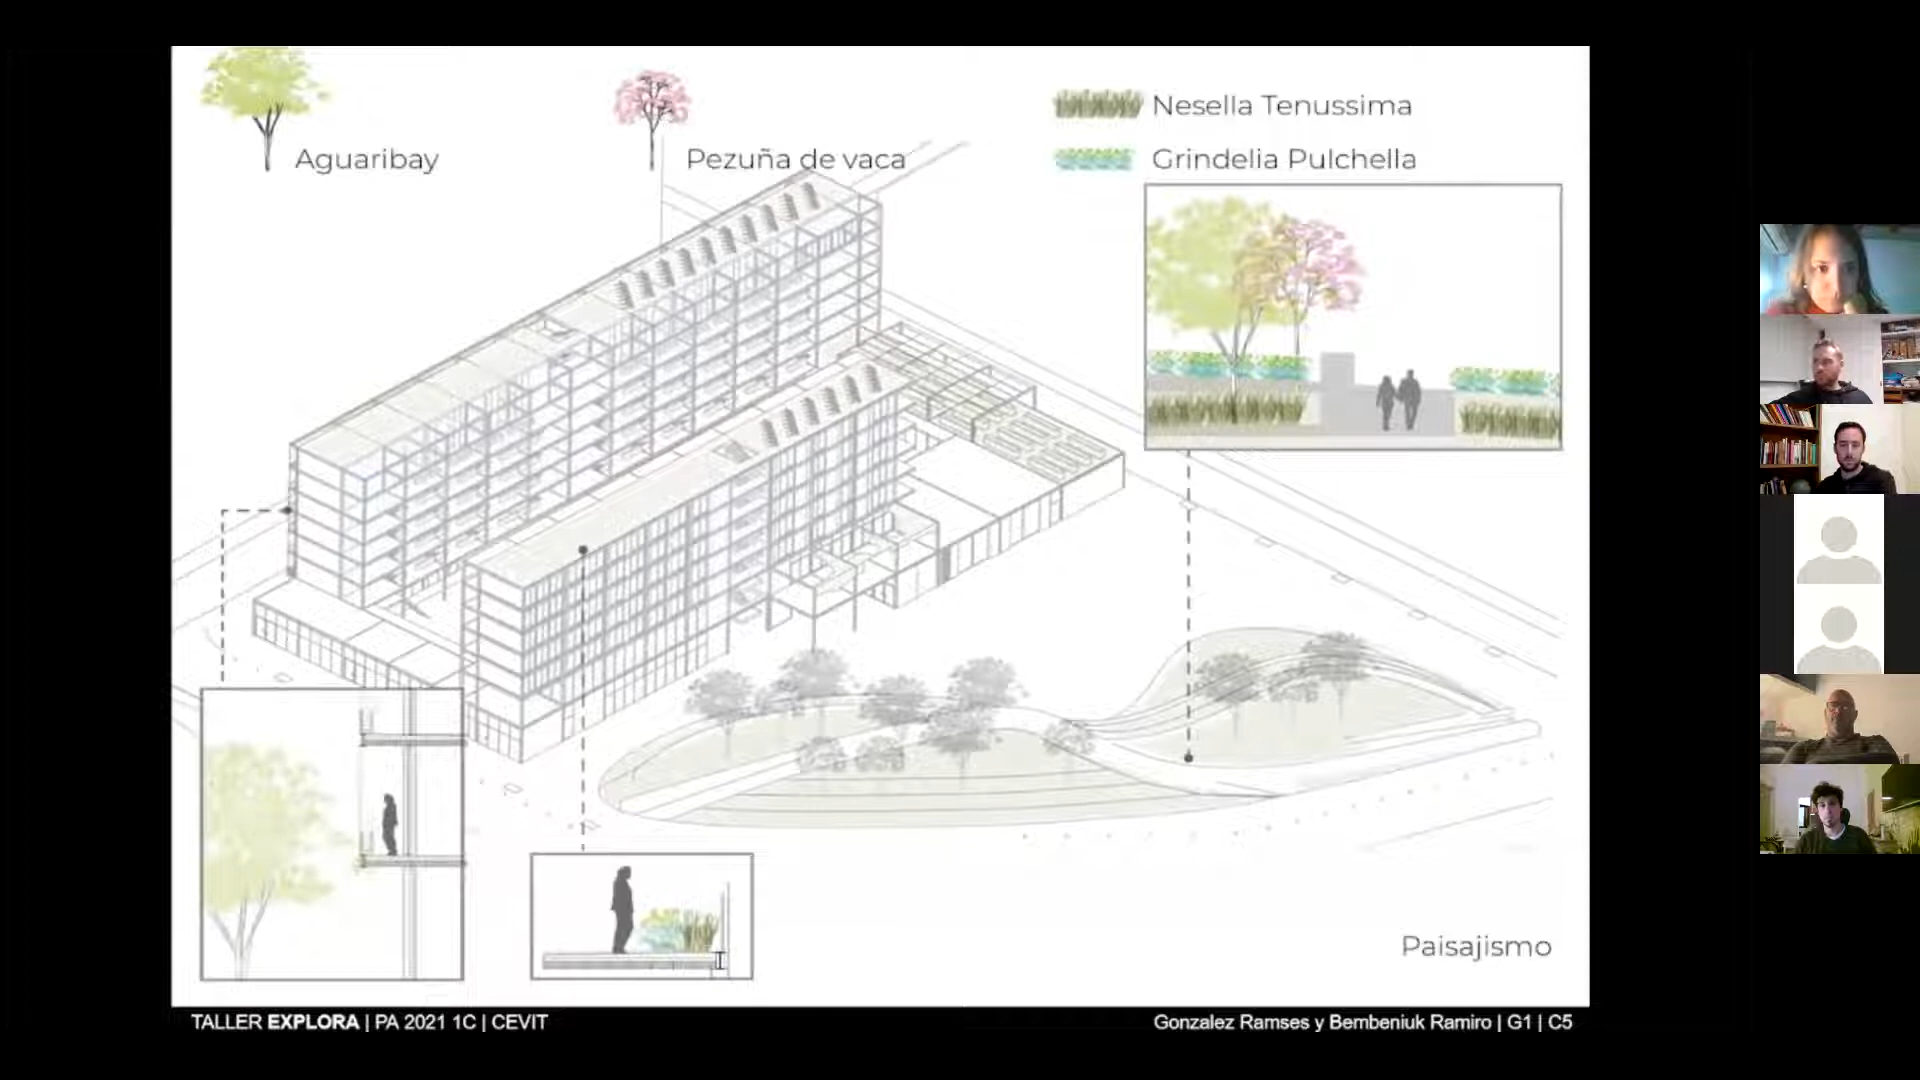 Nesella Tenussima
Aguaribay
Pezuña de vaca
Grindelia Pulchella
Paisajismo
TALLER EXPLORA | PA 2021 1C | CEVIT
Gonzalez Ramses y Bembeniuk Ramiro | G1 | C5